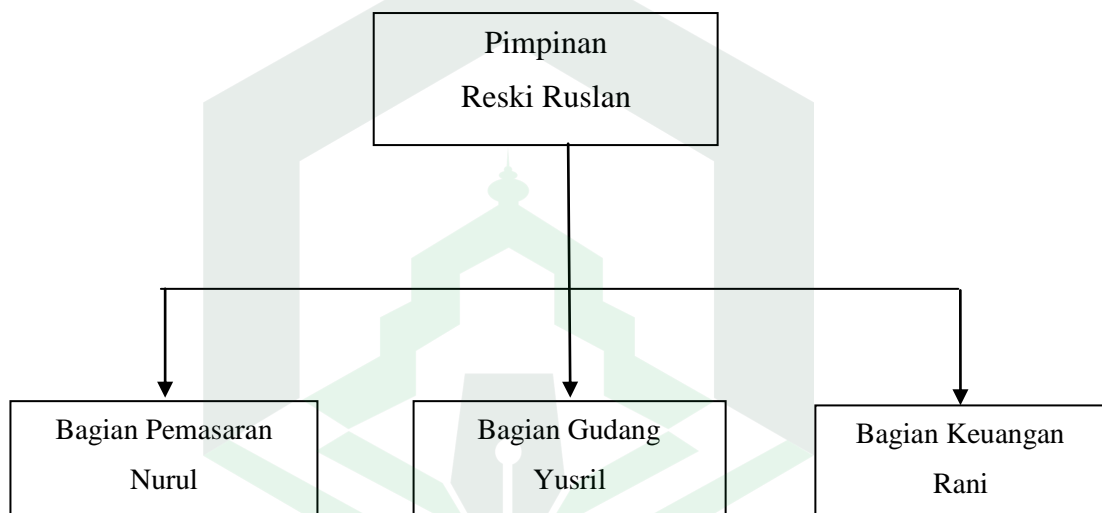 Pimpinan
Reski Ruslan
Bagian Pemasaran
Nurul
Bagian Gudang
Yusril
Bagian Keuangan
Rani